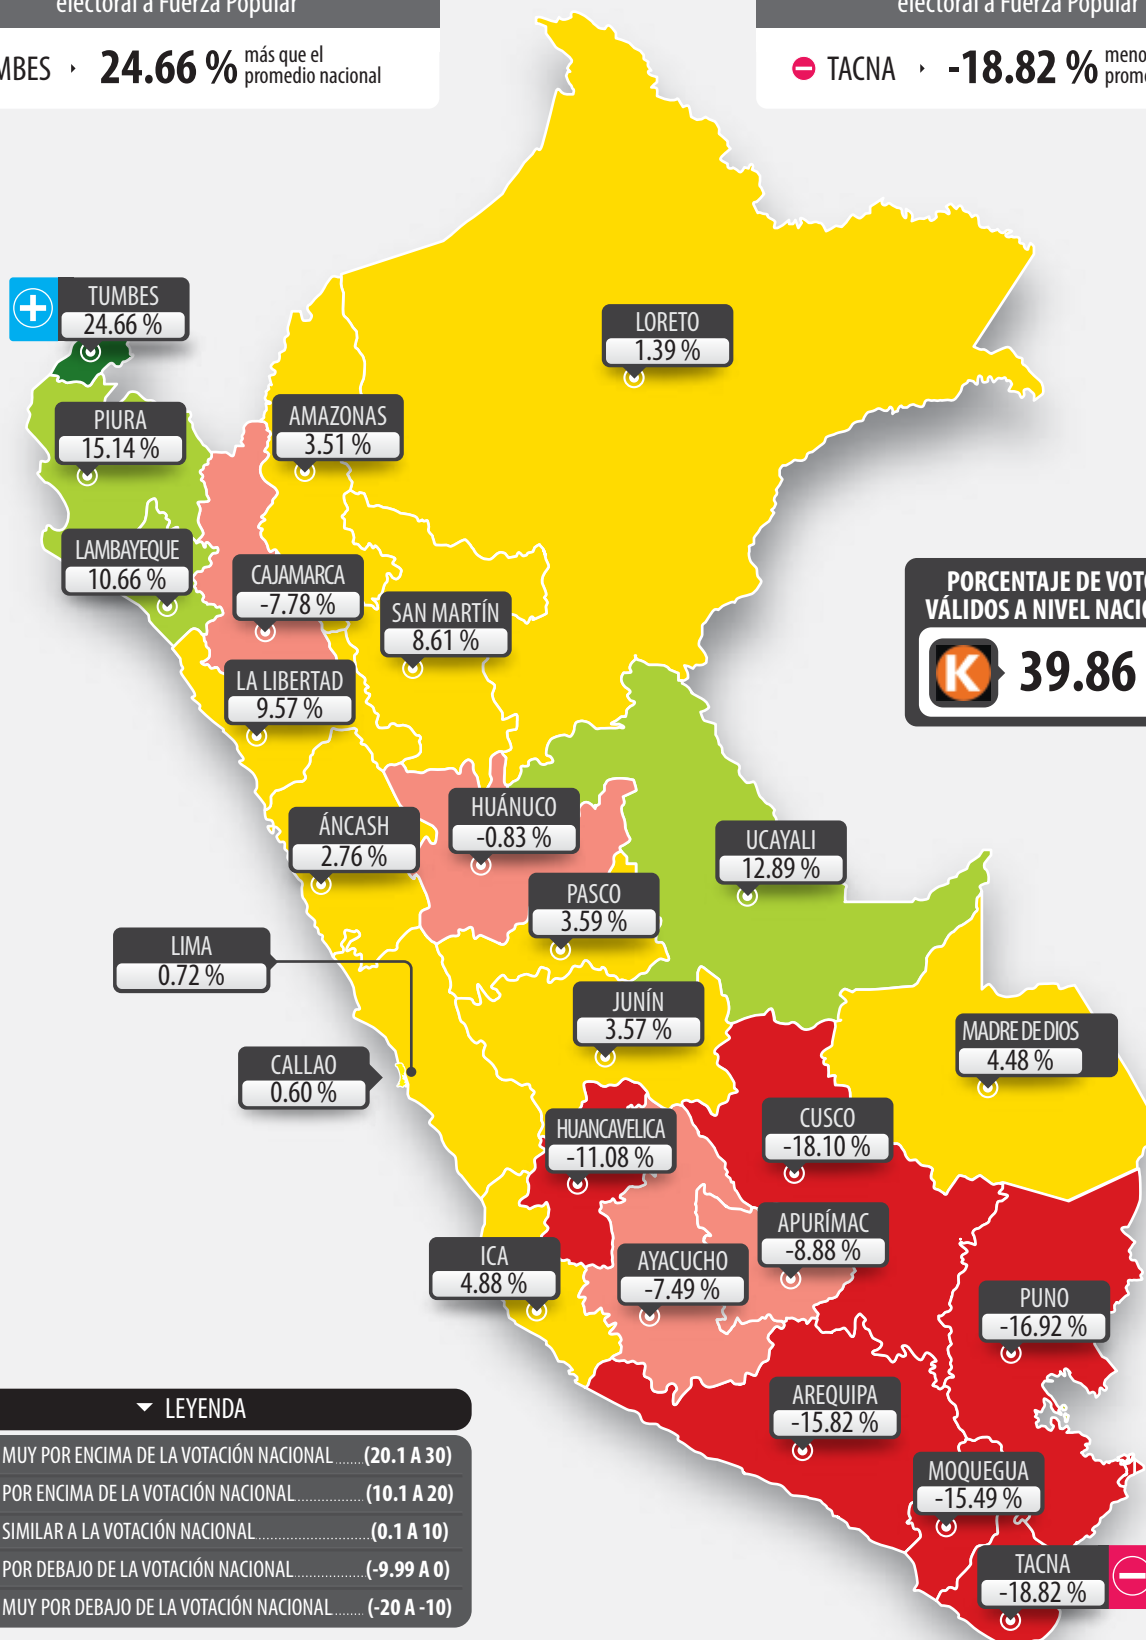 electoral a Fuerza Popular
24.66 % más que el
promedio nacional
electoral a Fuerza Popular
TACNA -18.82 %
TUMBES
24.66 %
LORETO
1.39 %
PIURA
15.14 %
AMAZONAS
3.51 %
LAMBAYEQUE
10.66 %
CAJAMARCA
-7.78 %
SAN MARTÍN
8.61 %
PORCENTAJE DE
VÁLIDOS A NIVEL
K 39.86
LA LIBERTAD
9.57 %
HUÁNUCO
-0.83 %
ÁNCASH
2.76 %
UCAYALI
12.89 %
PASCO
3.59 %
LIMA
0.72 %
JUNÍN
3.57 %
MADRE DE DIOS
4.48 %
CALLAO
0.60 %
CUSCO
-18.10 %
HUANCAVELICA
-11.08 %
APURÍMAC
-8.88 %
ICA
4.88 %
AYACUCHO
-7.49 %
PUNO
-16.92 %
AREQUIPA
-15.82 %
MOQUEGUA
-15.49 %
TACNA
-18.82 %
LEYENDA
MUY POR ENCIMA DE LA VOTACIÓN NACIONAL (20.1 A 30)
POR ENCIMA DE LA VOTACIÓN NACIONAL (10.1 A 20)
SIMILAR A LA VOTACIÓN NACIONAL (0.1 A 10)
POR DEBAJO DE LA VOTACIÓN NACIONAL (-9.99 A 0)
MUY POR DEBAJO DE LA VOTACIÓN NACIONAL (-20 A -10)